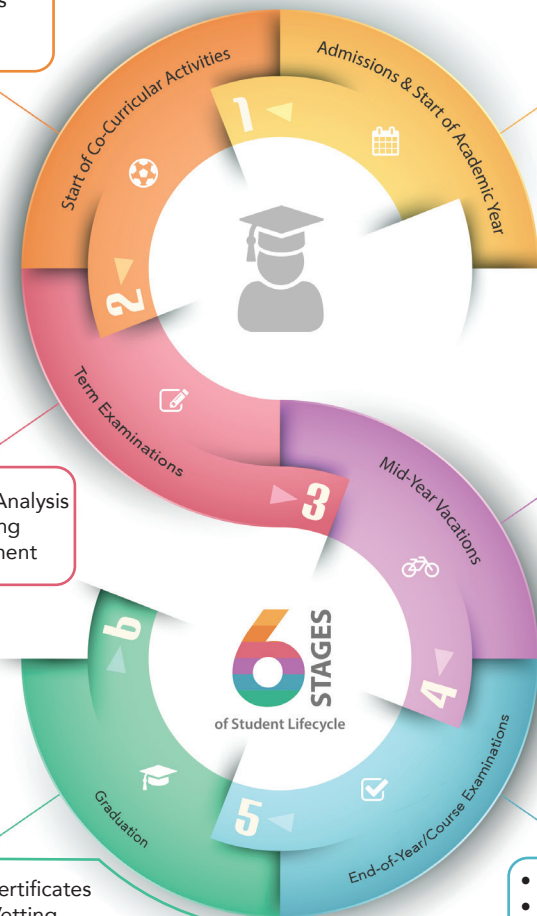 s
Admissions & Start of Academic Year
1
Start of Co-Curricular Activities
2
Term Examinations
3
Analysis
ng
ment
Mid-Year Vacations
4
6
STAGES
of Student Lifecycle
End-of-Year/Course Examinations
5
Graduation
6
ertificates
etting